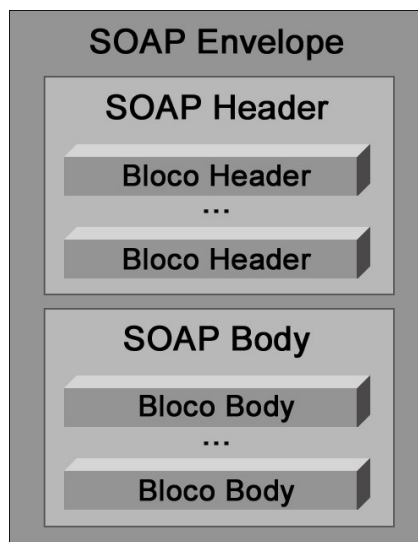 SOAP Envelope
SOAP Header
Bloco Header
...
Bloco Header
SOAP Body
Bloco Body
...
Bloco Body